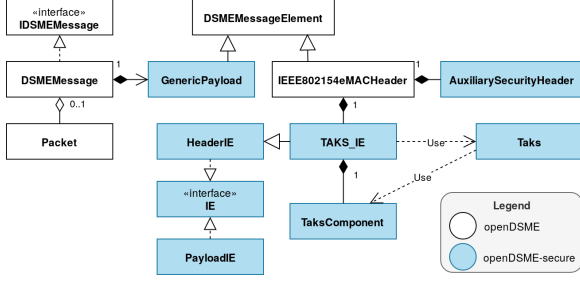 «interface»
IDSMEMessage
DSMEMessageElement
DSMEMessage
1
GenericPayload
IEEE802154eMACHeader
1
AuxiliarySecurityHeader
0..1
1
Packet
HeaderIE
TAKS_IE
Use
Taks
«interface»
IE
1
Use
TaksComponent
PayloadIE
Legend
openDSME
openDSME-secure